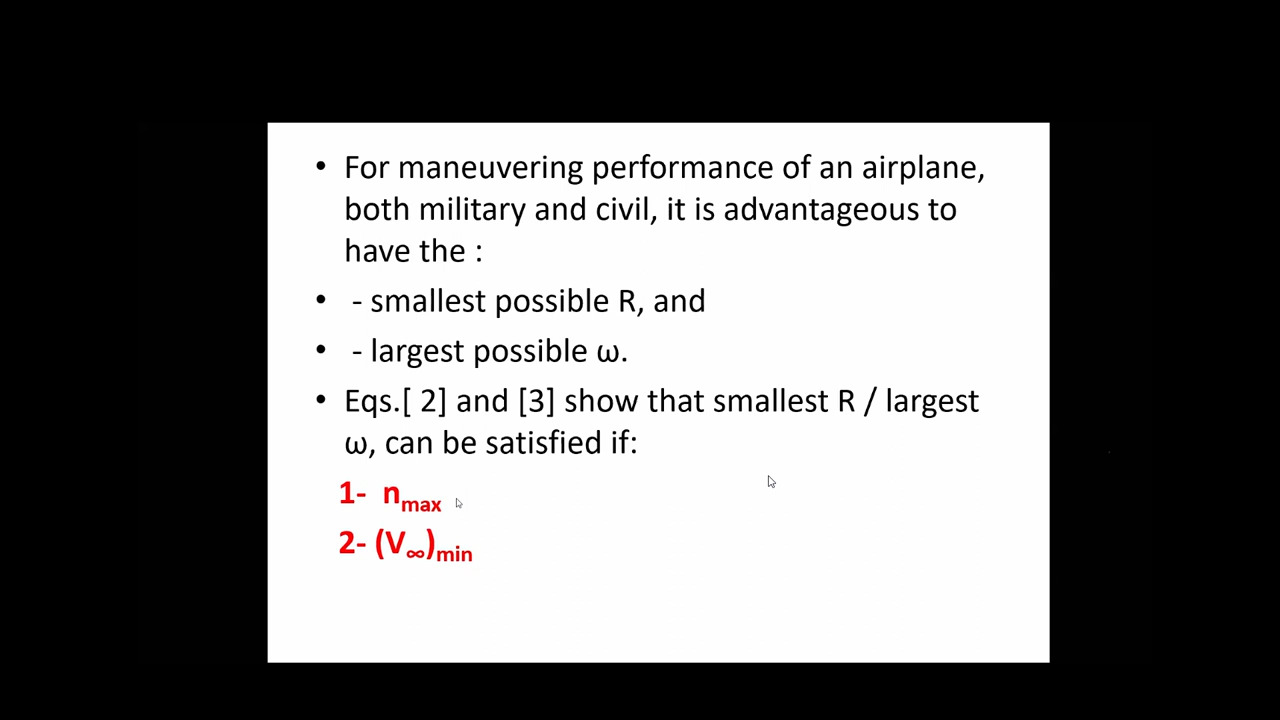 • For maneuvering performance of an airplane,
both military and civil, it is advantageous to
have the :
• - smallest possible R, and
• - largest possible ω.
• Eqs.[ 2] and [3] show that smallest R / largest
ω, can be satisfied if:
1- nmax
2- (V∞)min